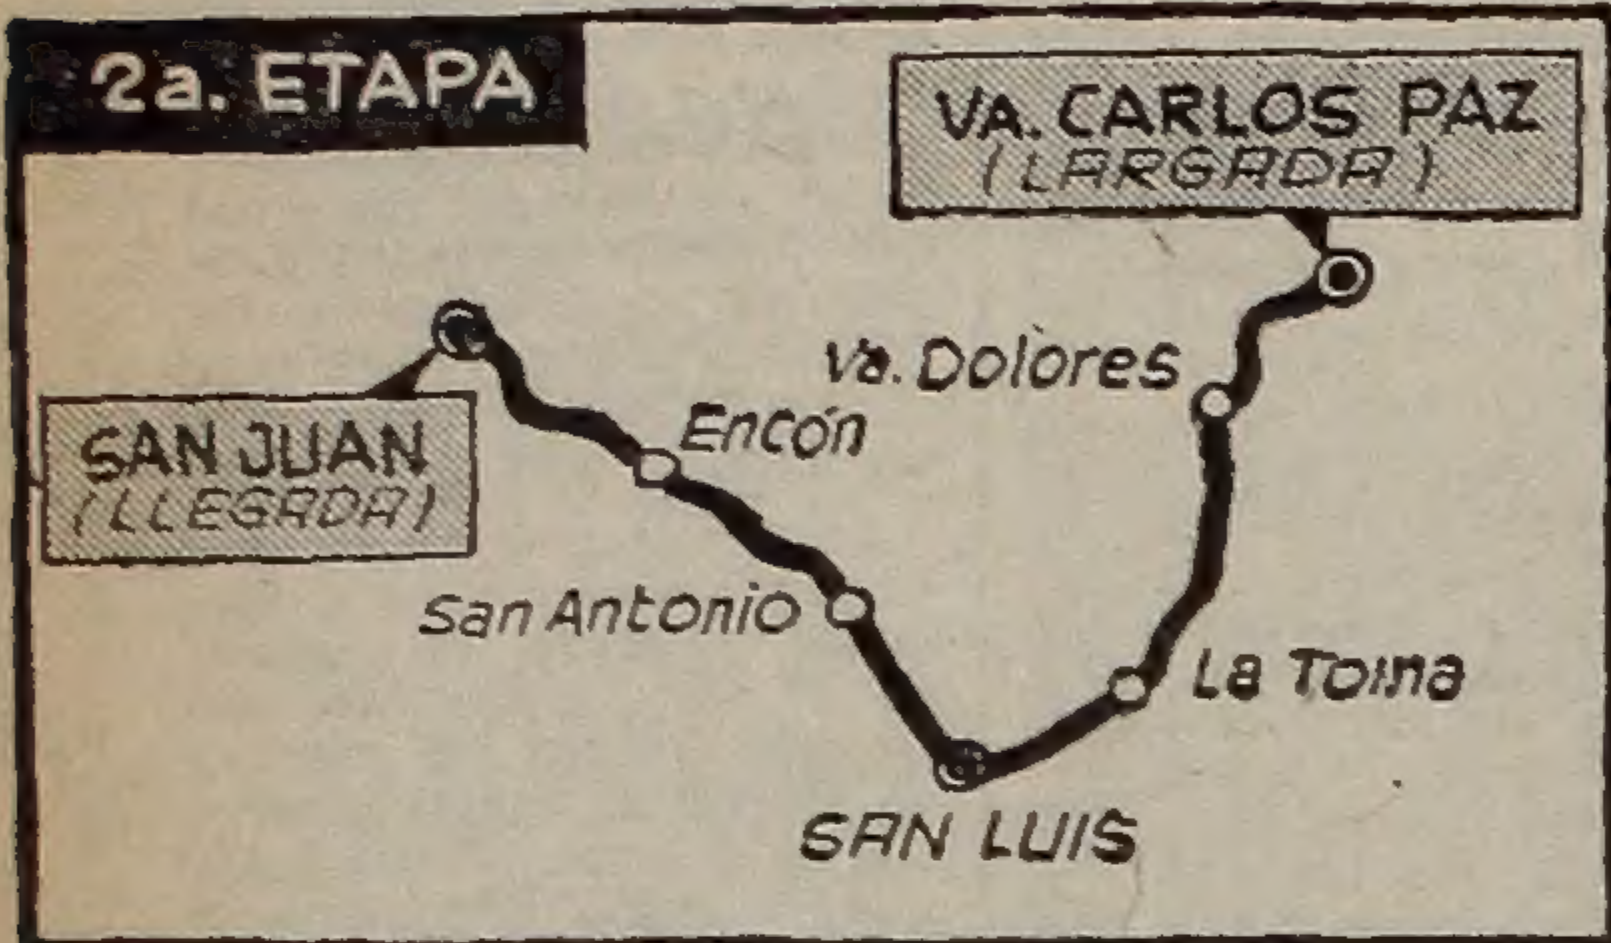 2a. ETAPA
VA. CARLOS PAZ
(LARGADA)
Va. Dolores
Encón
SAN JUAN
(LLEGADA)
San Antonio
La Toma
SAN LUIS